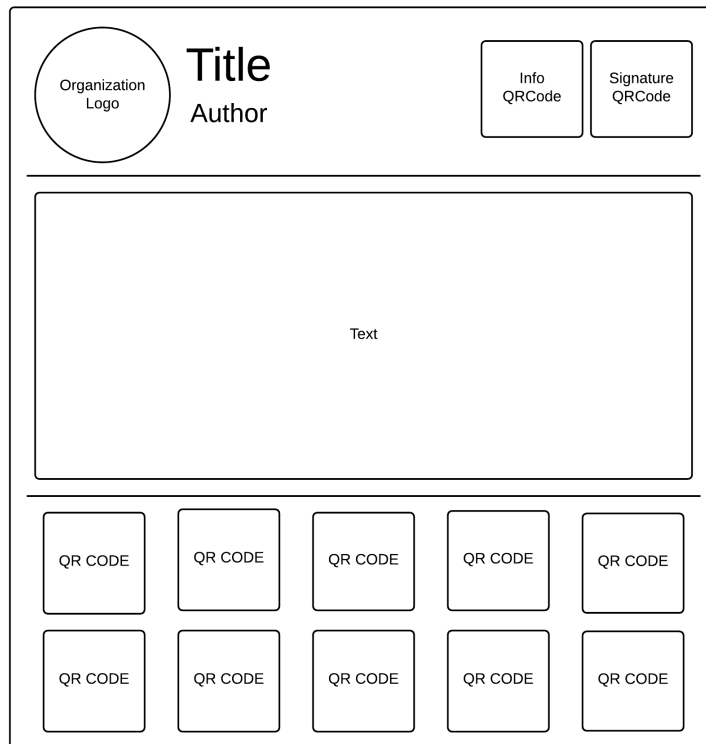 Organization
Logo
Title
Author
Info
QRCode
Signature
QRCode
Text
QR CODE
QR CODE
QR CODE
QR CODE
QR CODE
QR CODE
QR CODE
QR CODE
QR CODE
QR CODE